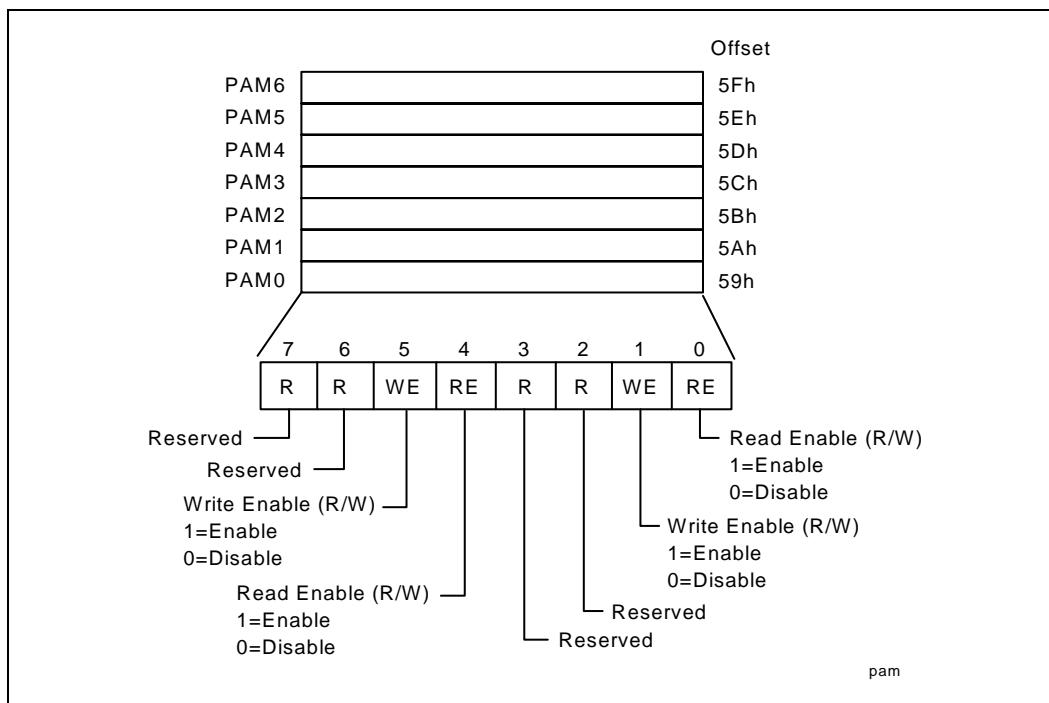 Offset
PAM6 5Fh
PAM5 5Eh
PAM4 5Dh
PAM3 5Ch
PAM2 5Bh
PAM1 5Ah
PAM0 59h
7 6 5 4 3 2 1 0
R R WE RE R R WE RE
Reserved
Reserved
Write Enable (R/W)
1=Enable
0=Disable
Read Enable (R/W)
1=Enable
0=Disable
Reserved
Reserved
Write Enable (R/W)
1=Enable
0=Disable
Read Enable (R/W)
1=Enable
0=Disable
pam